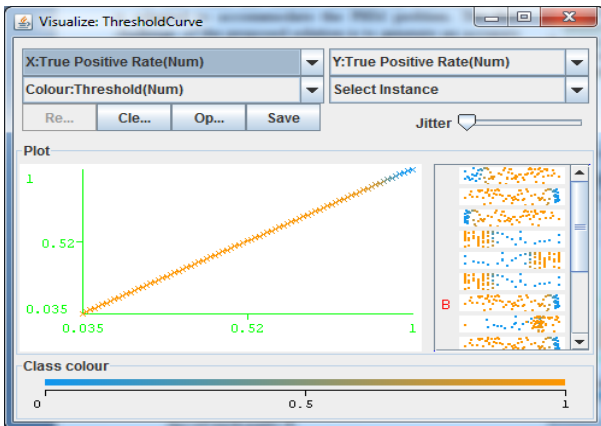 Visualize: ThresholdCurve
X:True Positive Rate(Num)
Y:True Positive Rate(Num)
Colour:Threshold(Num)
Select Instance
Re...
Cle...
Op...
Save
Jitter
Plot
1
0.52
0.035
0.035
0.52
1
B
Class colour
0
0.5
1